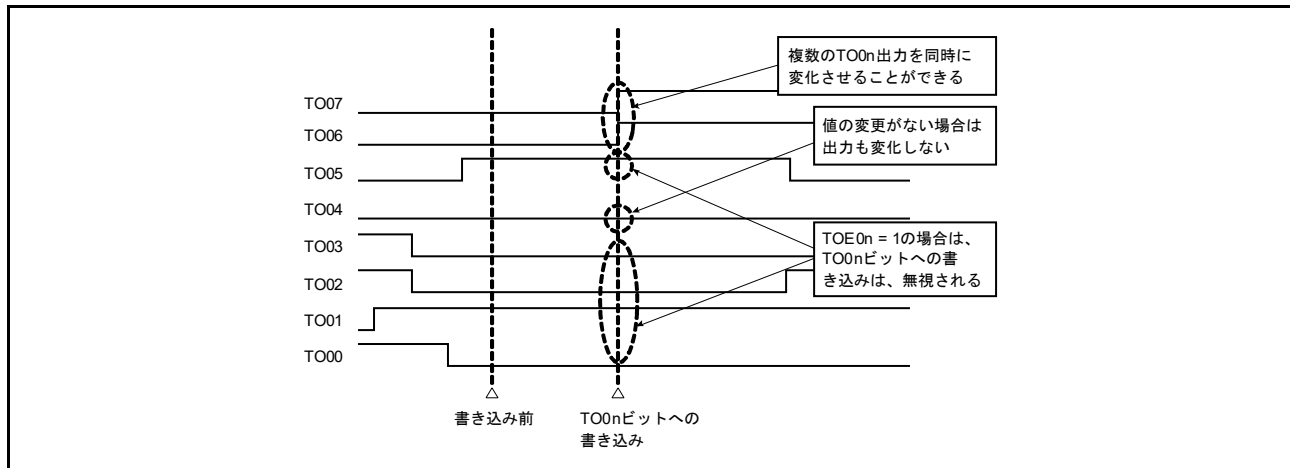 複数のTO0n出力を同時に
変化させることができる
TO07
値の変更がない場合は
出力も変化しない
TO06
TO05
TO04
TO03
TOE0n = 1の場合は、
TO0nビットへの書
き込みは、無視される
TO02
TO01
TO00
書き込み前
TO0nビットへの
書き込み